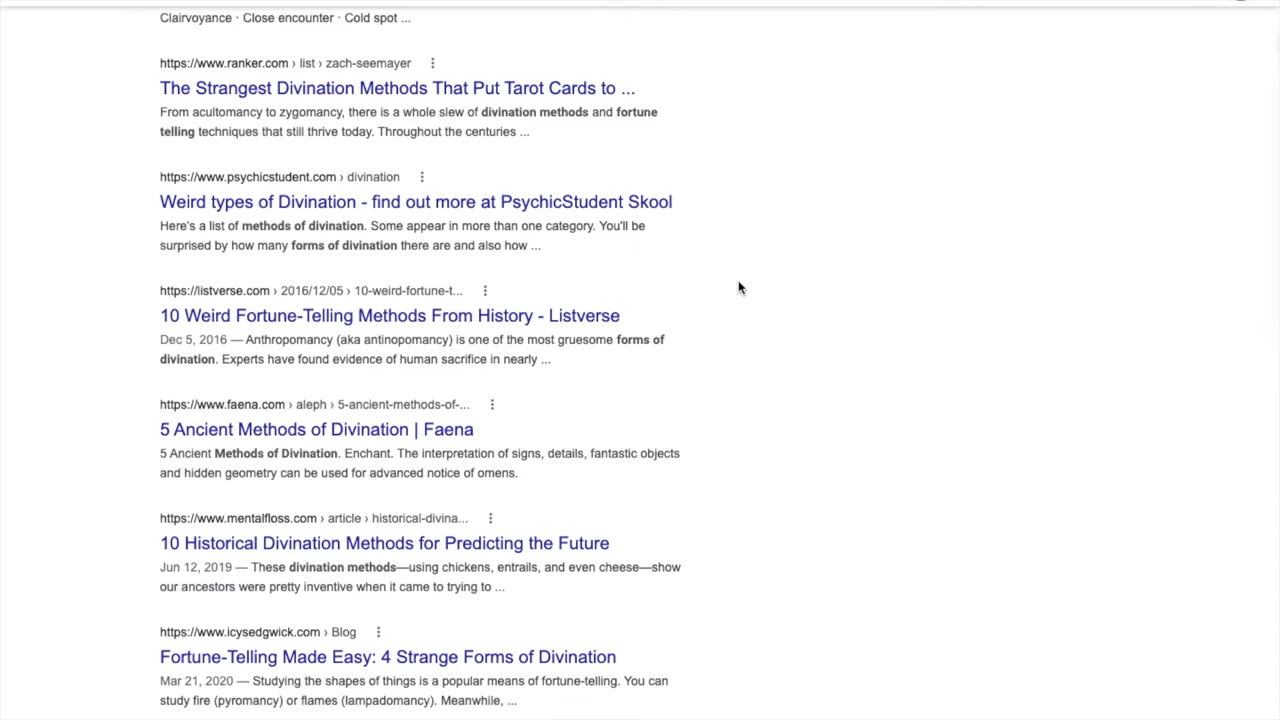 Clairvoyance · Close encounter · Cold spot ...
https://www.ranker.com › list › zach-seemayer
The Strangest Divination Methods That Put Tarot Cards to ...
From acultomancy to zygomancy, there is a whole slew of divination methods and fortune
telling techniques that still thrive today. Throughout the centuries ...
https://www.psychicstudent.com › divination
Weird types of Divination - find out more at PsychicStudent Skool
Here's a list of methods of divination. Some appear in more than one category. You'll be
surprised by how many forms of divination there are and also how ...
https://listverse.com › 2016/12/05 › 10-weird-fortune-t...
10 Weird Fortune-Telling Methods From History - Listverse
Dec 5, 2016 — Anthropomancy (aka antinopomancy) is one of the most gruesome forms of
divination. Experts have found evidence of human sacrifice in nearly ...
https://www.faena.com › aleph › 5-ancient-methods-of-...
5 Ancient Methods of Divination | Faena
5 Ancient Methods of Divination. Enchant. The interpretation of signs, details, fantastic objects
and hidden geometry can be used for advanced notice of omens.
https://www.mentalfloss.com › article › historical-divina...
10 Historical Divination Methods for Predicting the Future
Jun 12, 2019 — These divination methods—using chickens, entrails, and even cheese—show
our ancestors were pretty inventive when it came to trying to ...
https://www.icysedgwick.com › Blog
Fortune-Telling Made Easy: 4 Strange Forms of Divination
Mar 21, 2020 — Studying the shapes of things is a popular means of fortune-telling. You can
study fire (pyromancy) or flames (lampadomancy). Meanwhile, ...